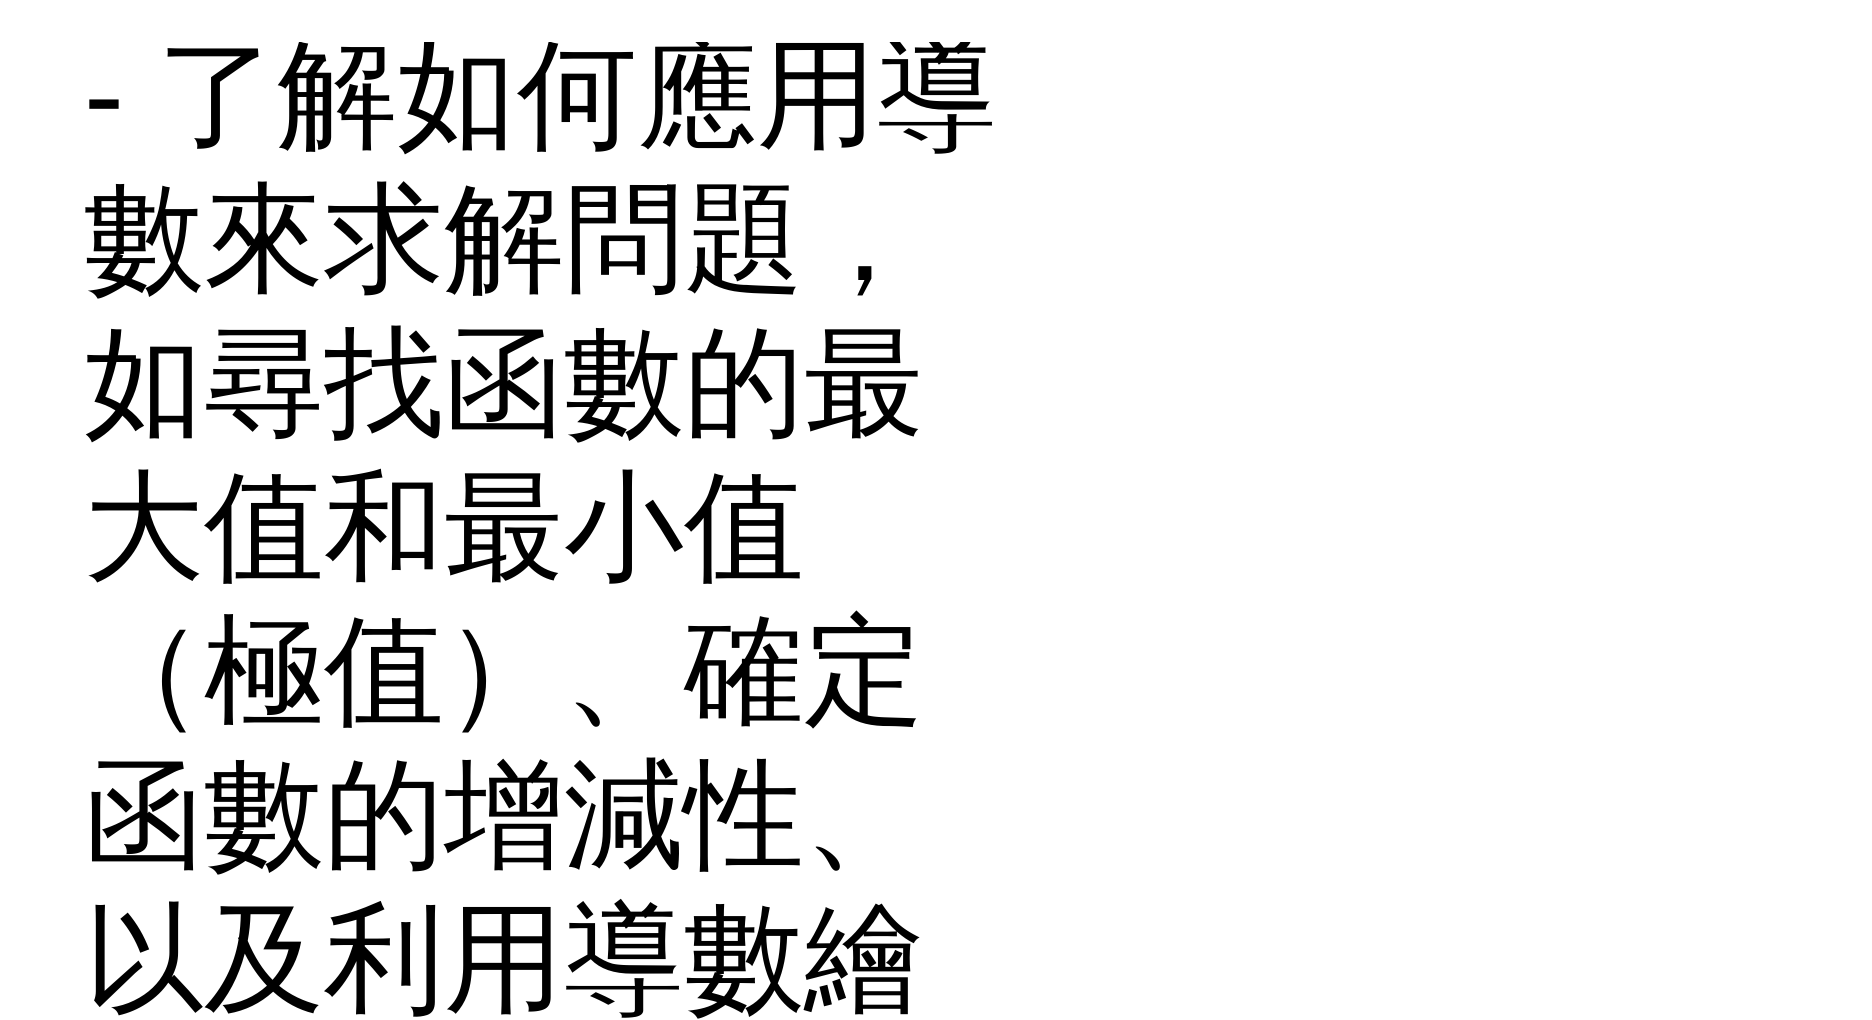 - 了解如何應用導
數來求解問題，
如尋找函數的最
大值和最小值
（極值）、確定
函數的增減性、
以及利用導數繪